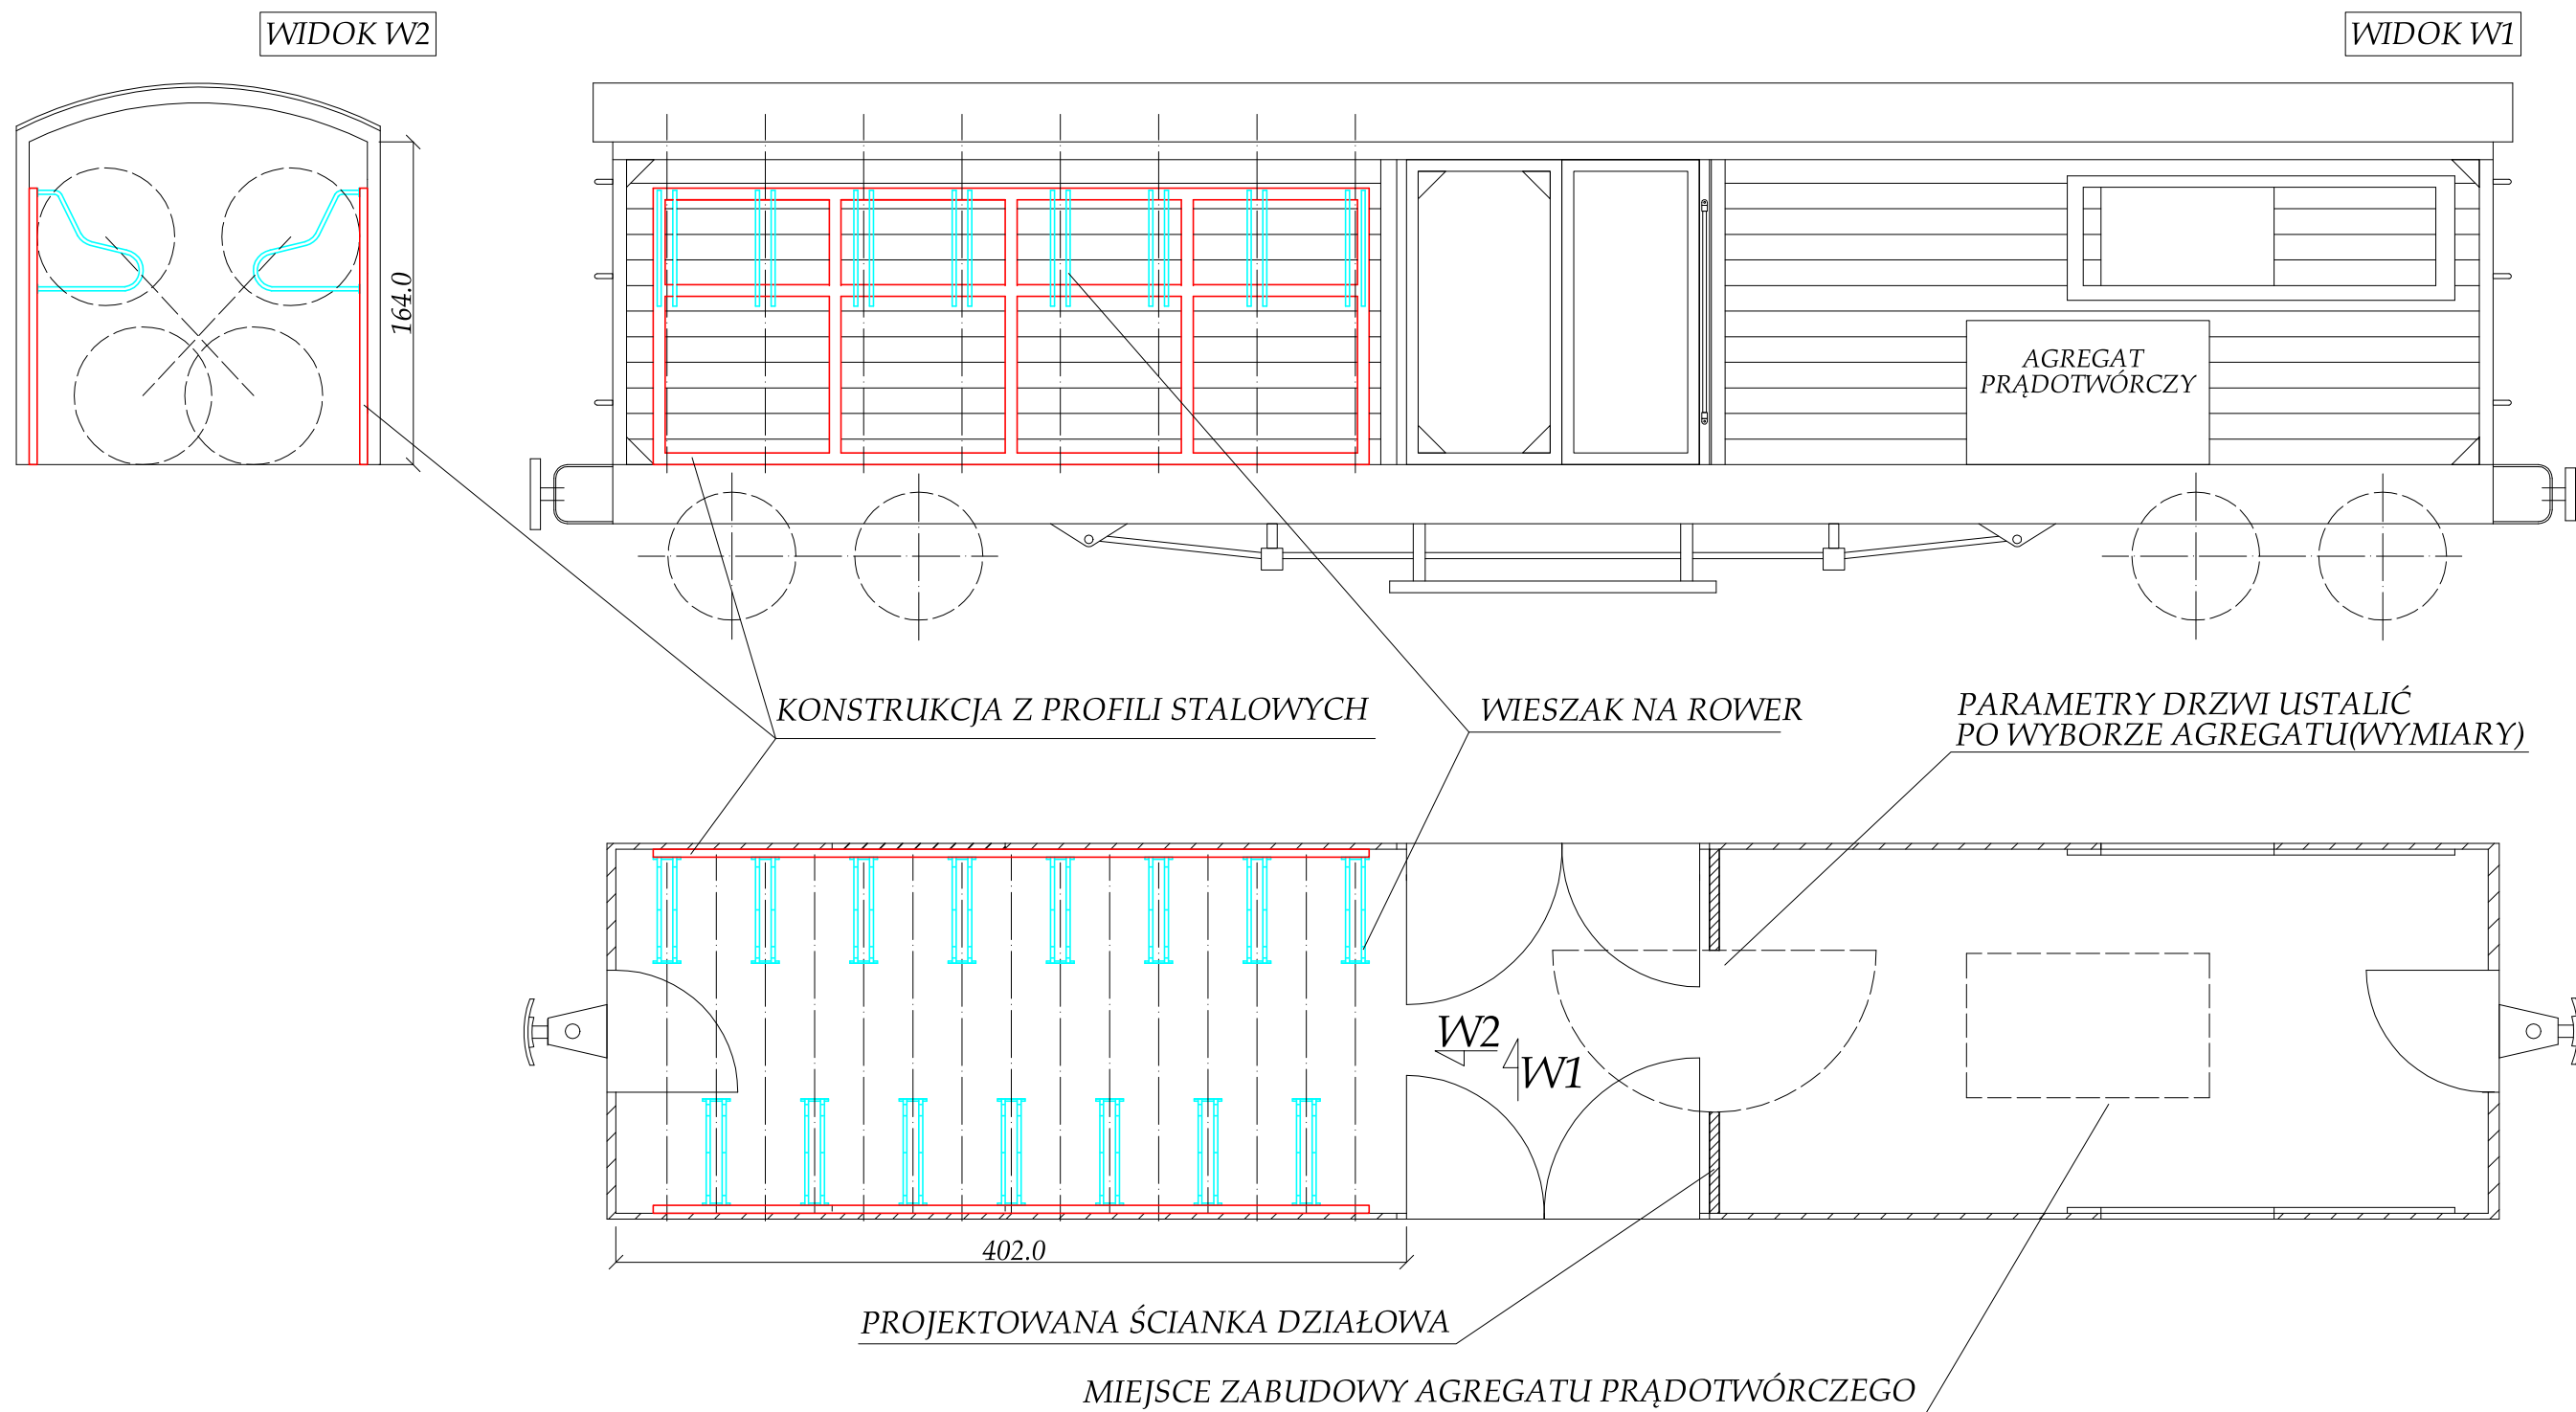 WIDOK W2
WIDOK W1
164.0
AGREGAT
PRĄDOTWÓRCZY
KONSTRUKCJA Z PROFILI STALOWYCH
WIESZAK NA ROWER
PARAMETRY DRZWI USTALIĆ
PO WYBORZE AGREGATU(WYMIARY)
W2
W1
402.0
PROJEKTOWANA ŚCIANKA DZIAŁOWA
MIEJSCE ZABUDOWY AGREGATU PRĄDOTWÓRCZEGO